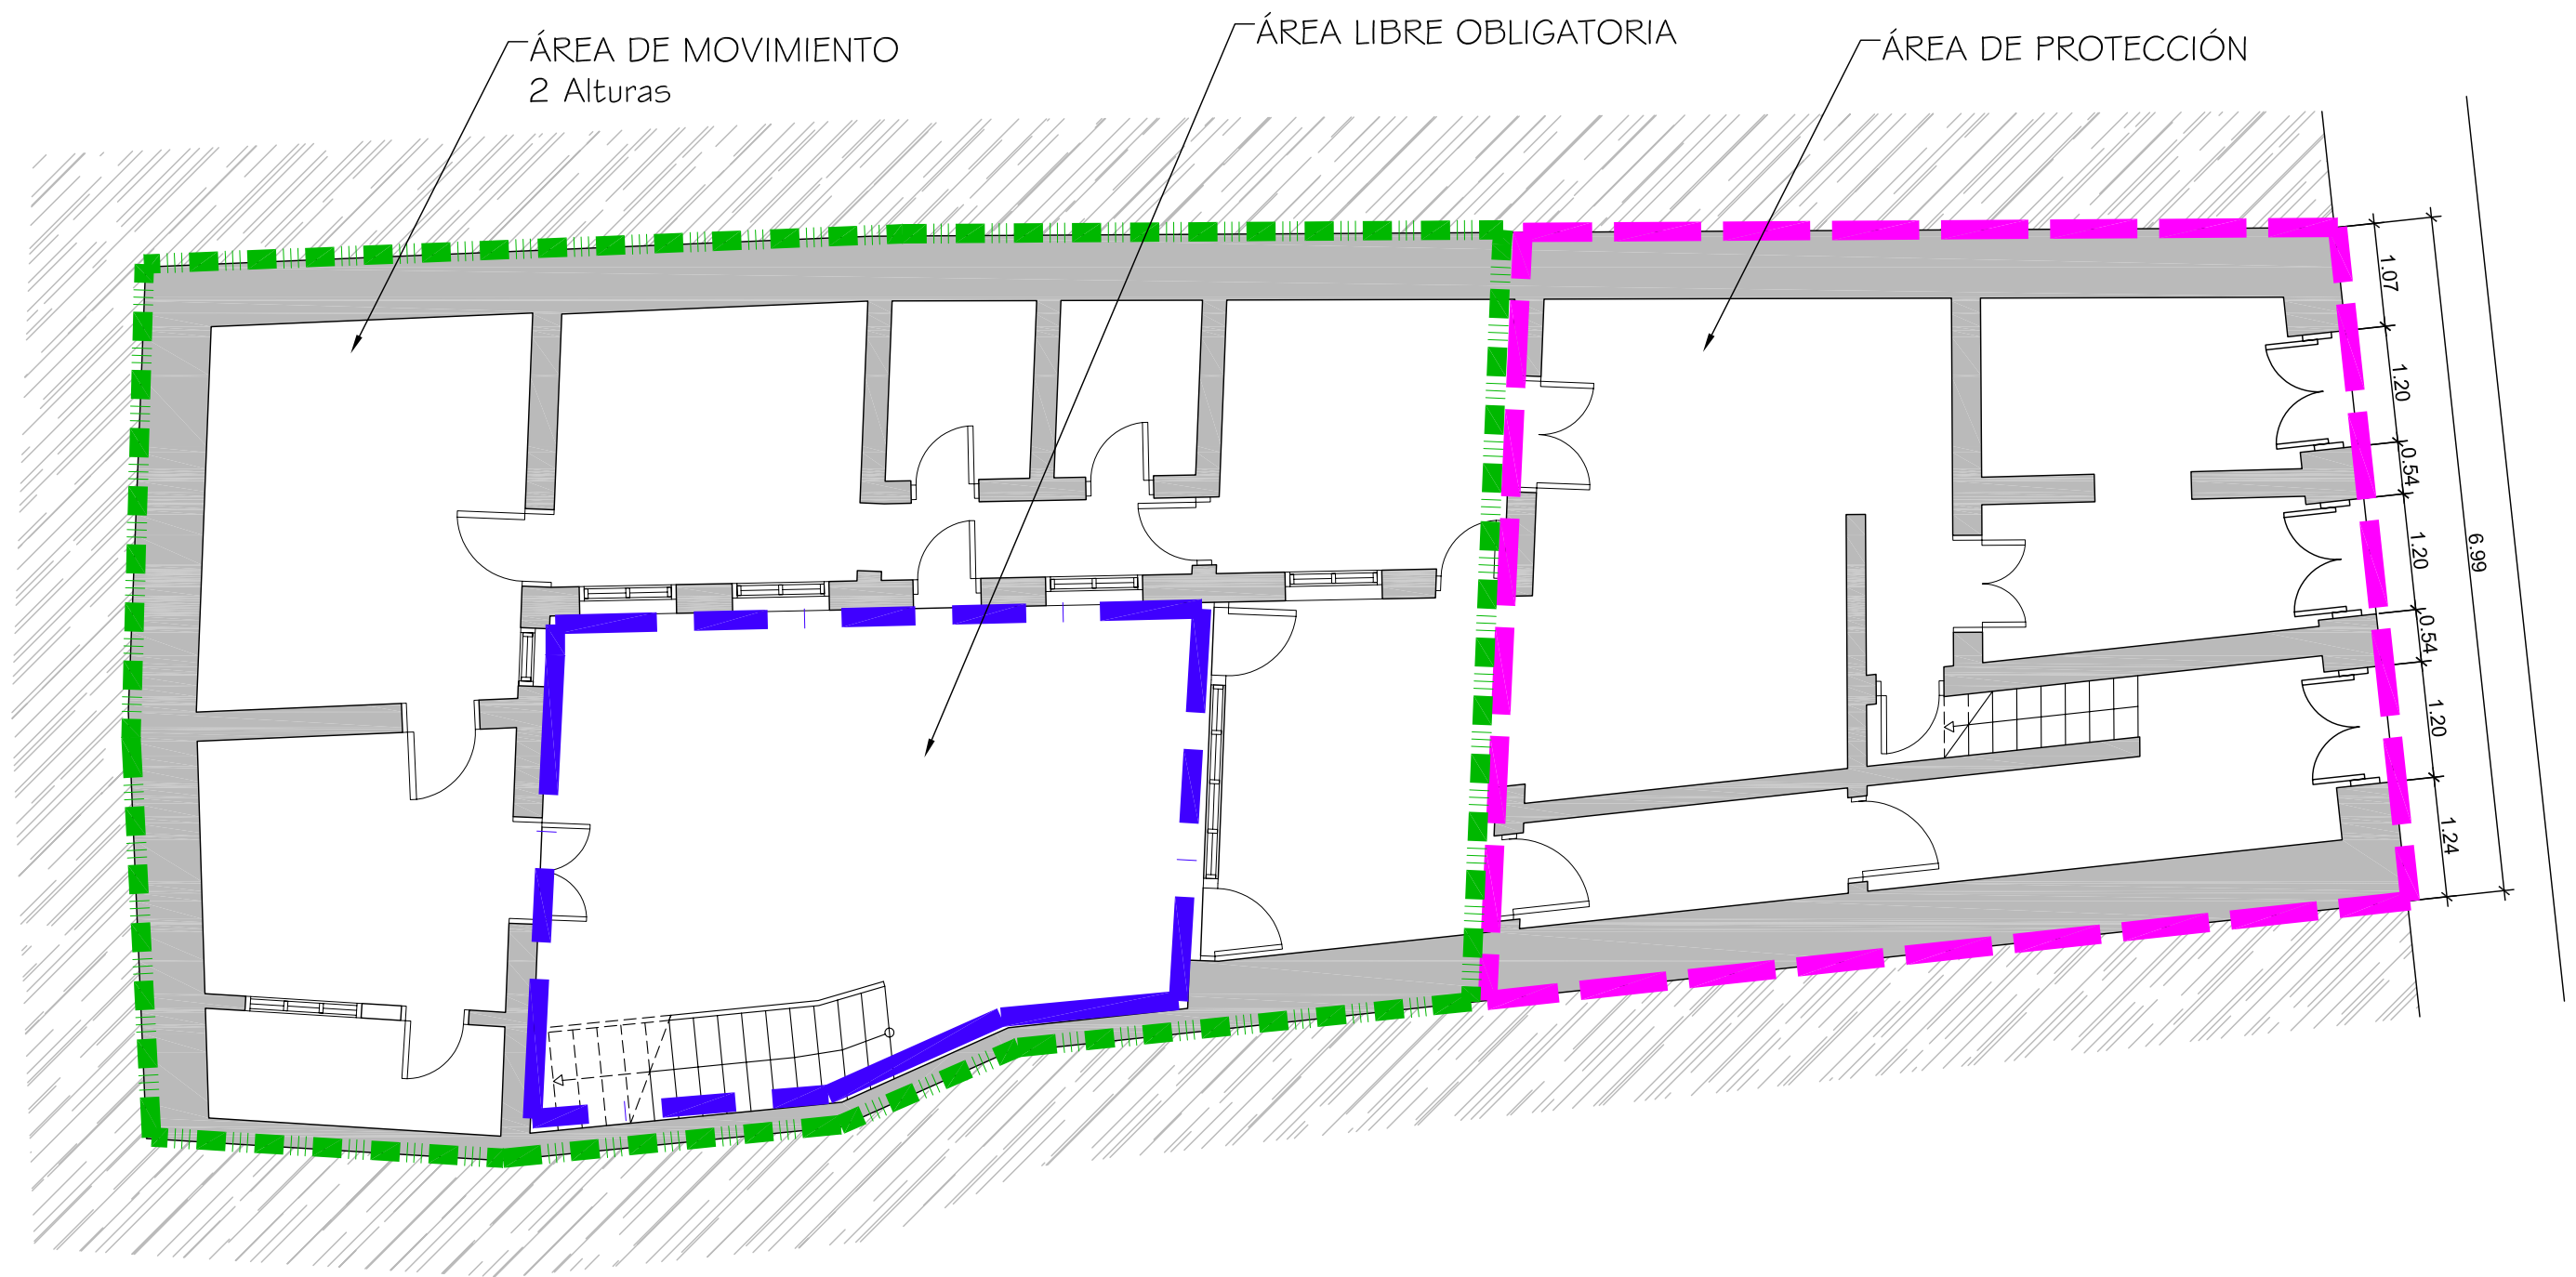 ÁREA DE MOVIMIENTO
2 Alturas
ÁREA LIBRE OBLIGATORIA
ÁREA DE PROTECCIÓN
1.07
1.20
0.54
1.20
0.54
1.20
1.24
6.99